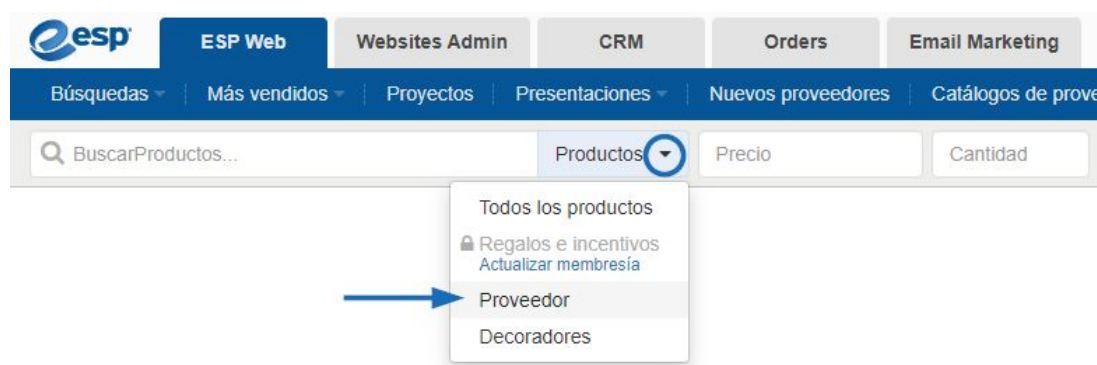 esp
ESP Web
Websites Admin
CRM
Orders
Email Marketing
Búsquedas
Más vendidos
Proyectos
Presentaciones
Nuevos proveedores
Catálogos de prove
BuscarProductos...
Productos
Precio
Cantidad
Todos los productos
Regalos e incentivos
Actualizar membresía
Proveedor
Decoradores